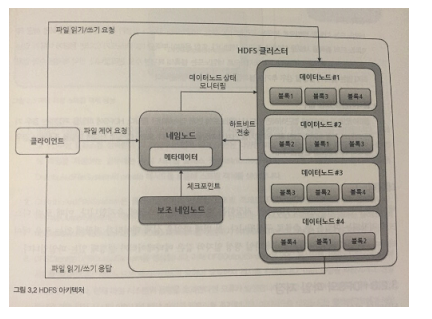 파일 읽기/쓰기 요청
HDFS 클러스터
데이터노드 상태
모니터링
데이터노드 #1
블록1 블록3 블록4
네임노드
메타데이터
하트비트
전송
데이터노드 #2
블록2 블록1 블록3
클라이언트
파일 제어 요청
체크포인트
보조 네임노드
데이터노드 #3
블록3 블록2 블록4
데이터노드 #4
블록4 블록1 블록2
파일 읽기/쓰기 응답
그림 3.2 HDFS 아키텍처